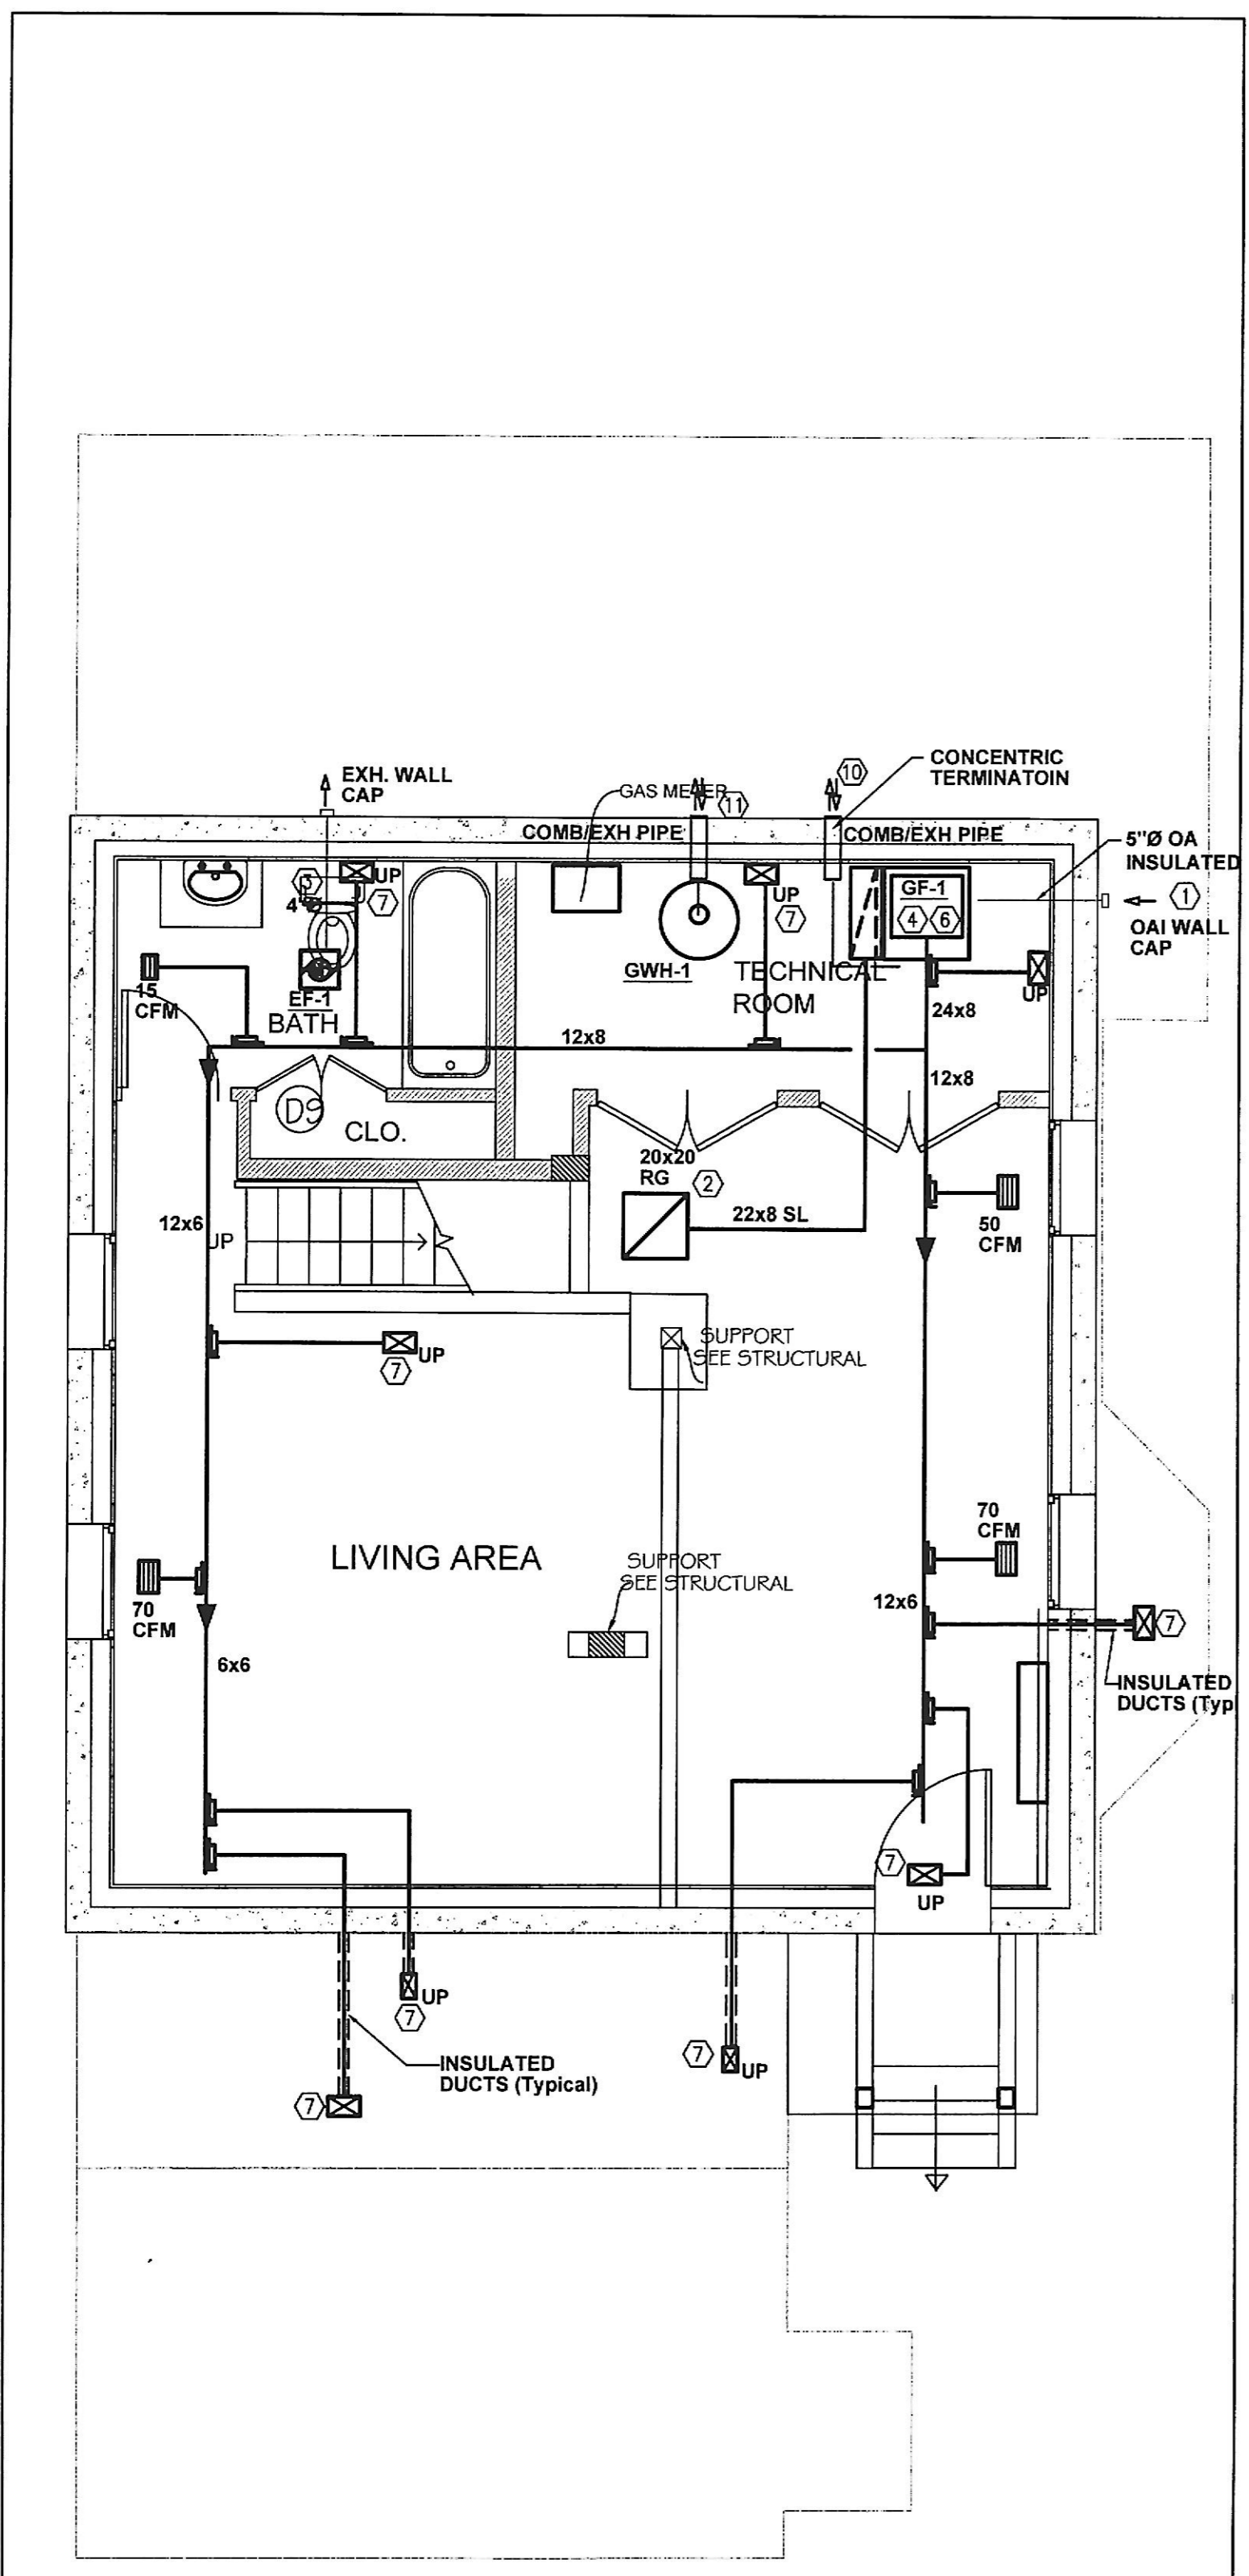 EXH. WALL
CAP
GAS METER
11
10
CONCENTRIC
TERMINATOIN
COMB/EXH PIPE
COMB/EXH PIPE
5"Ø OA
INSULATED
1
OAI WALL
CAP
3
4"Ø
UP
7
UP
7
GF-1
4 6
15
CFM
EF-1
BATH
GWH-1
TECHNICAL
ROOM
UP
24x8
12x8
12x8
D9
CLO.
20x20
RG
2
22x8 SL
50
CFM
12x6
UP
UP
7
SUPPORT
SEE STRUCTURAL
LIVING AREA
SUPPORT
SEE STRUCTURAL
70
CFM
70
CFM
12x6
7
6x6
INSULATED
DUCTS (Typ
7
UP
UP
7
7
UP
INSULATED
DUCTS (Typical)
7